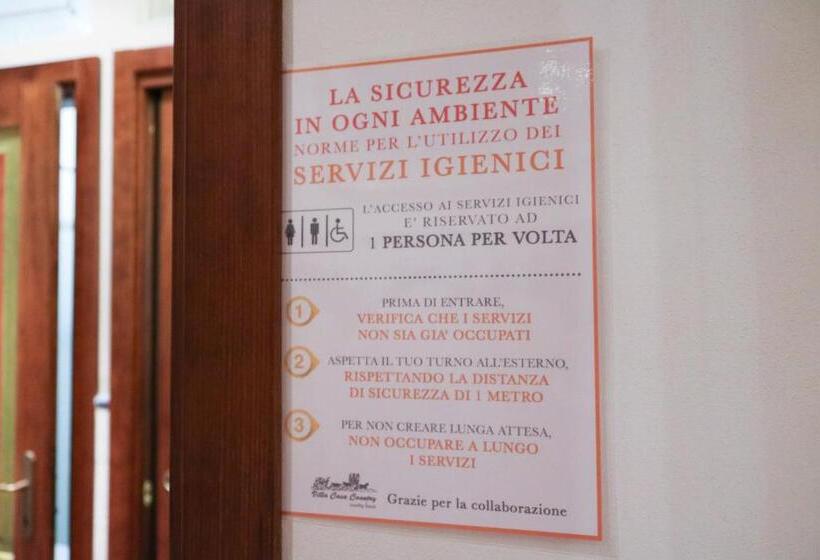 LA SICUREZZA
IN OGNI AMBIENTE
NORME PER L'UTILIZZO DEI
SERVIZI IGIENICI
L'ACCESSO AI SERVIZI IGIENICI
E' RISERVATO AD
1 PERSONA PER VOLTA
1
PRIMA DI ENTRARE,
VERIFICA CHE I SERVIZI
NON SIA GIA' OCCUPATI
2
ASPETTA IL TUO TURNO ALL'ESTERNO,
RISPETTANDO LA DISTANZA
DI SICUREZZA DI 1 METRO
3
PER NON CREARE LUNGA ATTESA,
NON OCCUPARE A LUNGO
I SERVIZI
Villa Casa Country
Grazie per la collaborazione